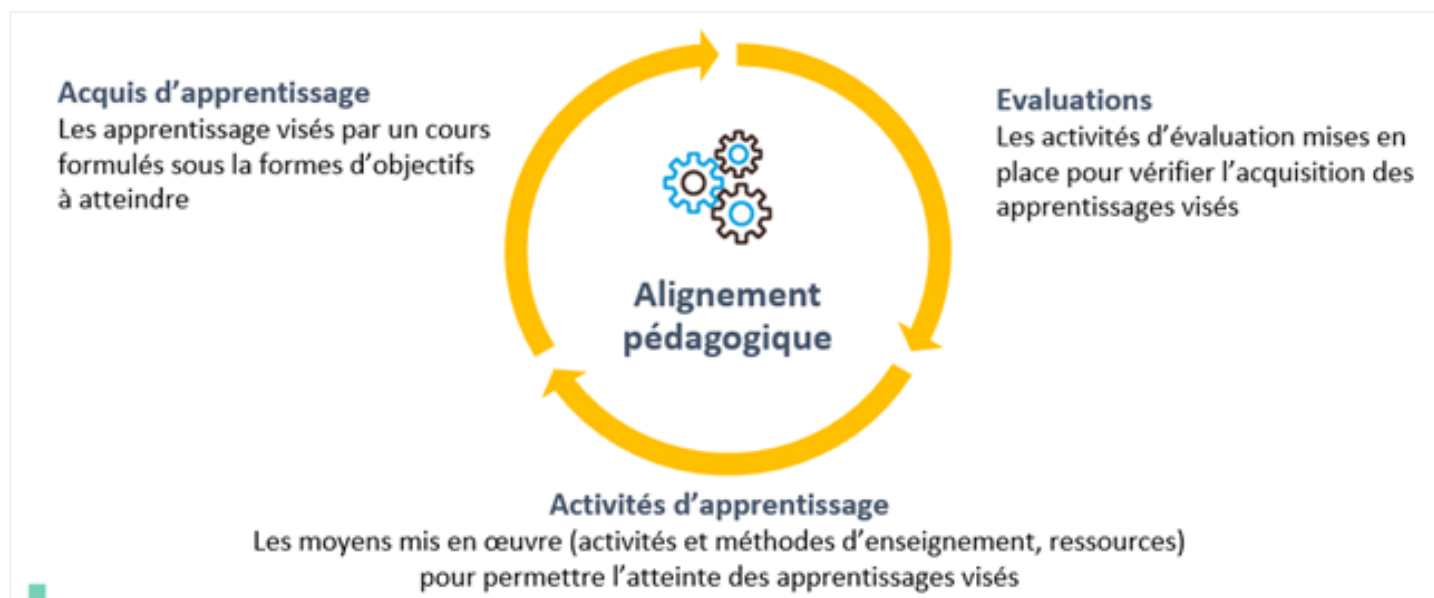 Acquis d'apprentissage
Les apprentissage visés par un cours
formulés sous la formes d'objectifs
à atteindre
Evaluations
Les activités d'évaluation mises en
place pour vérifier l'acquisition des
apprentissages visés
Alignement
pédagogique
Activités d'apprentissage
Les moyens mis en œuvre (activités et méthodes d'enseignement, ressources)
pour permettre l'atteinte des apprentissages visés